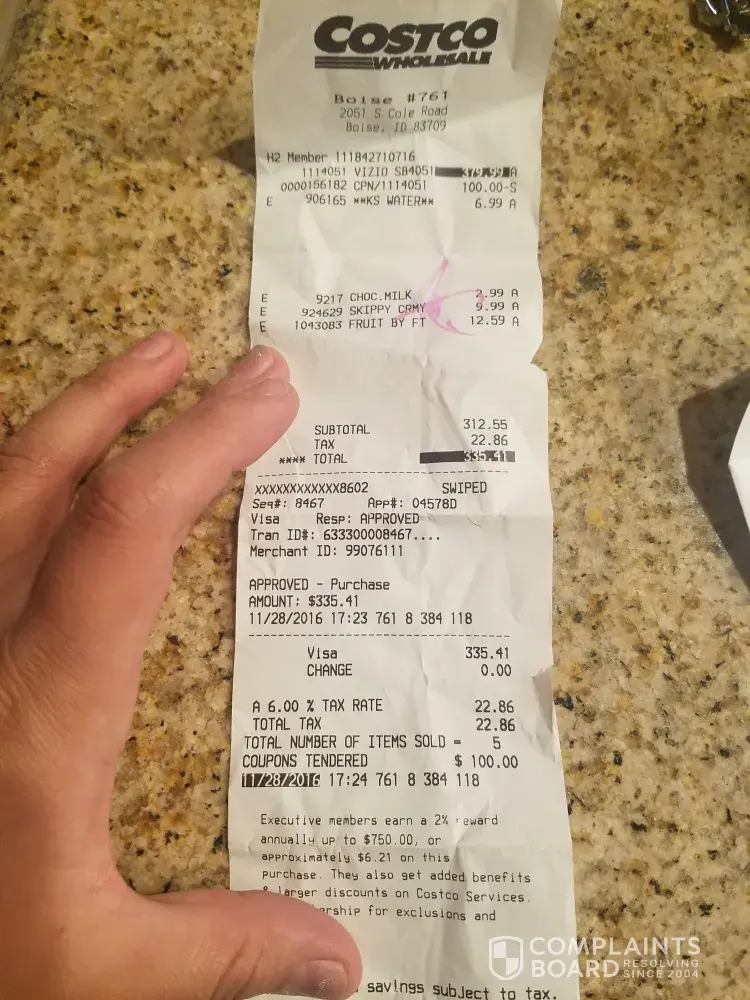 COSTCO
WHOLESALE
Boise #761
2051 S Cole Road
Boise, ID 83709
H2 Member 111842710716
1114051 VIZIO SB4051 379.99 A
0000156182 CPN/1114051 100.00-S
E 906165 **KS WATER** 6.99 A
E 9217 CHOC.MILK 2.99 A
E 924629 SKIPPY CRMY 9.99 A
E 1043083 FRUIT BY FT 12.59 A
SUBTOTAL 312.55
TAX 22.86
**** TOTAL 335.41
XXXXXXXXXXXX8602 SWIPED
Seq#: 8467 App#: 04578D
Visa Resp: APPROVED
Tran ID#: 633300008467....
Merchant ID: 99076111
APPROVED - Purchase
AMOUNT: $335.41
11/28/2016 17:23 761 8 384 118
Visa 335.41
CHANGE 0.00
A 6.00 % TAX RATE 22.86
TOTAL TAX 22.86
TOTAL NUMBER OF ITEMS SOLD = 5
COUPONS TENDERED $ 100.00
11/28/2016 17:24 761 8 384 118
Executive members earn a 2% reward
annually up to $750.00, or
approximately $6.21 on this
purchase. They also get added benefits
& larger discounts on Costco Services.
for exclusions and
savings subject to tax.
COMPLAINTS
BOARD RESOLVING
SINCE 2004